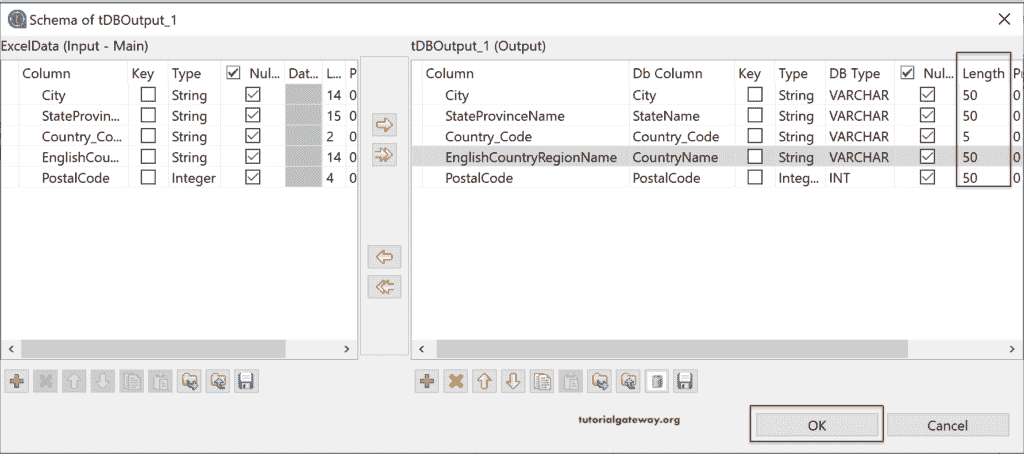 Schema of tDBOutput_1
ExcelData (Input - Main)
Column Key Type Nul... Dat... L... P
City String 14 0
StateProvin... String 15 0
Country_Co... String 2 0
EnglishCou... String 14 0
PostalCode Integer 4 0
tDBOutput_1 (Output)
Column Db Column Key Type DB Type Nul... Length Pr
City City String VARCHAR 50 0
StateProvinceName StateName String VARCHAR 50 0
Country_Code Country_Code String VARCHAR 5 0
EnglishCountryRegionName CountryName String VARCHAR 50 0
PostalCode PostalCode Integ... INT 50 0
tutorialgateway.org
OK Cancel